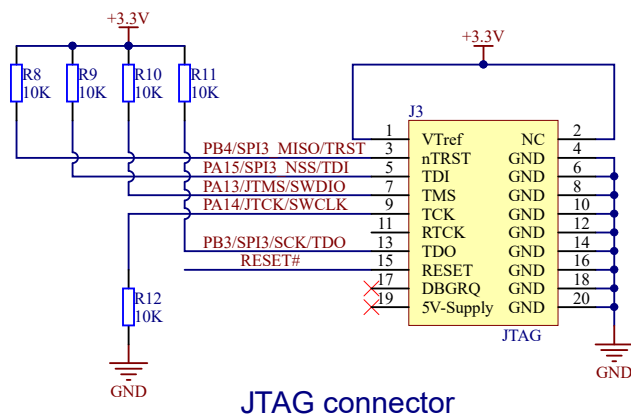 +3.3V
+3.3V
R8
10K
R9
10K
R10
10K
R11
10K
J3
1 VTref NC 2
PB4/SPI3_MISO/TRST 3 nTRST GND 4
PA15/SPI3_NSS/TDI 5 TDI GND 6
PA13/JTMS/SWDIO 7 TMS GND 8
PA14/JTCK/SWCLK 9 TCK GND 10
11 RTCK GND 12
PB3/SPI3/SCK/TDO 13 TDO GND 14
RESET# 15 RESET GND 16
17 DBGRQ GND 18
19 5V-Supply GND 20
R12
10K
JTAG
GND
GND
JTAG connector